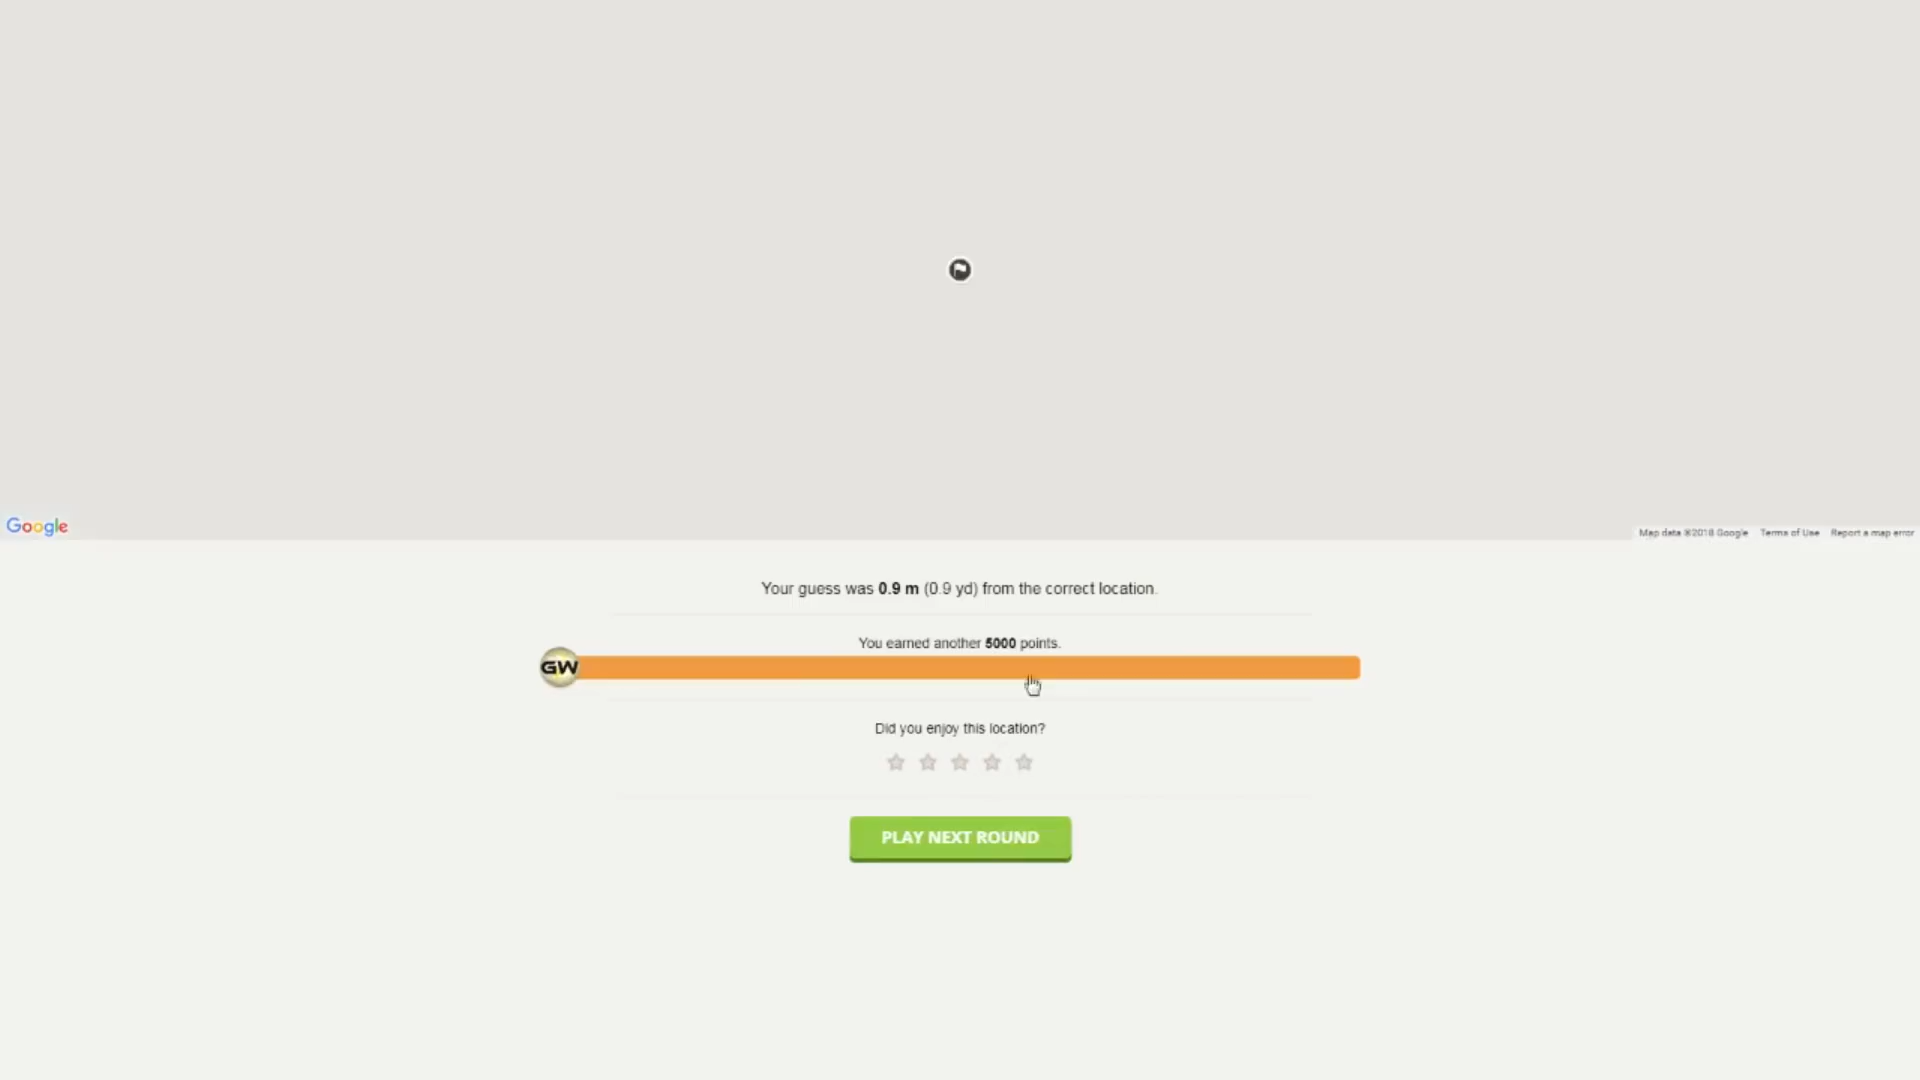 Google
Map data ©2018 Google Terms of Use Report a map error
Your guess was 0.9 m (0.9 yd) from the correct location.
You earned another 5000 points.
GW
Did you enjoy this location?
PLAY NEXT ROUND